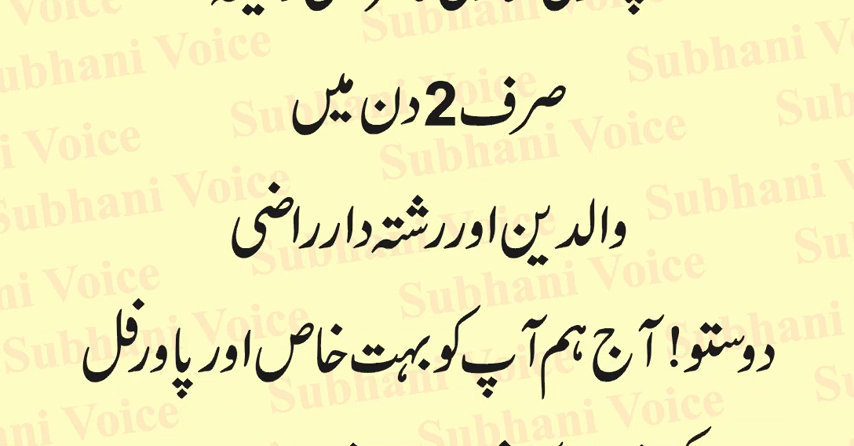 صرف 2 دن میں
والدین اور رشتہ دار راضی
دوستو! آج ہم آپ کو بہت خاص اور پاورفل
Subhani Voice